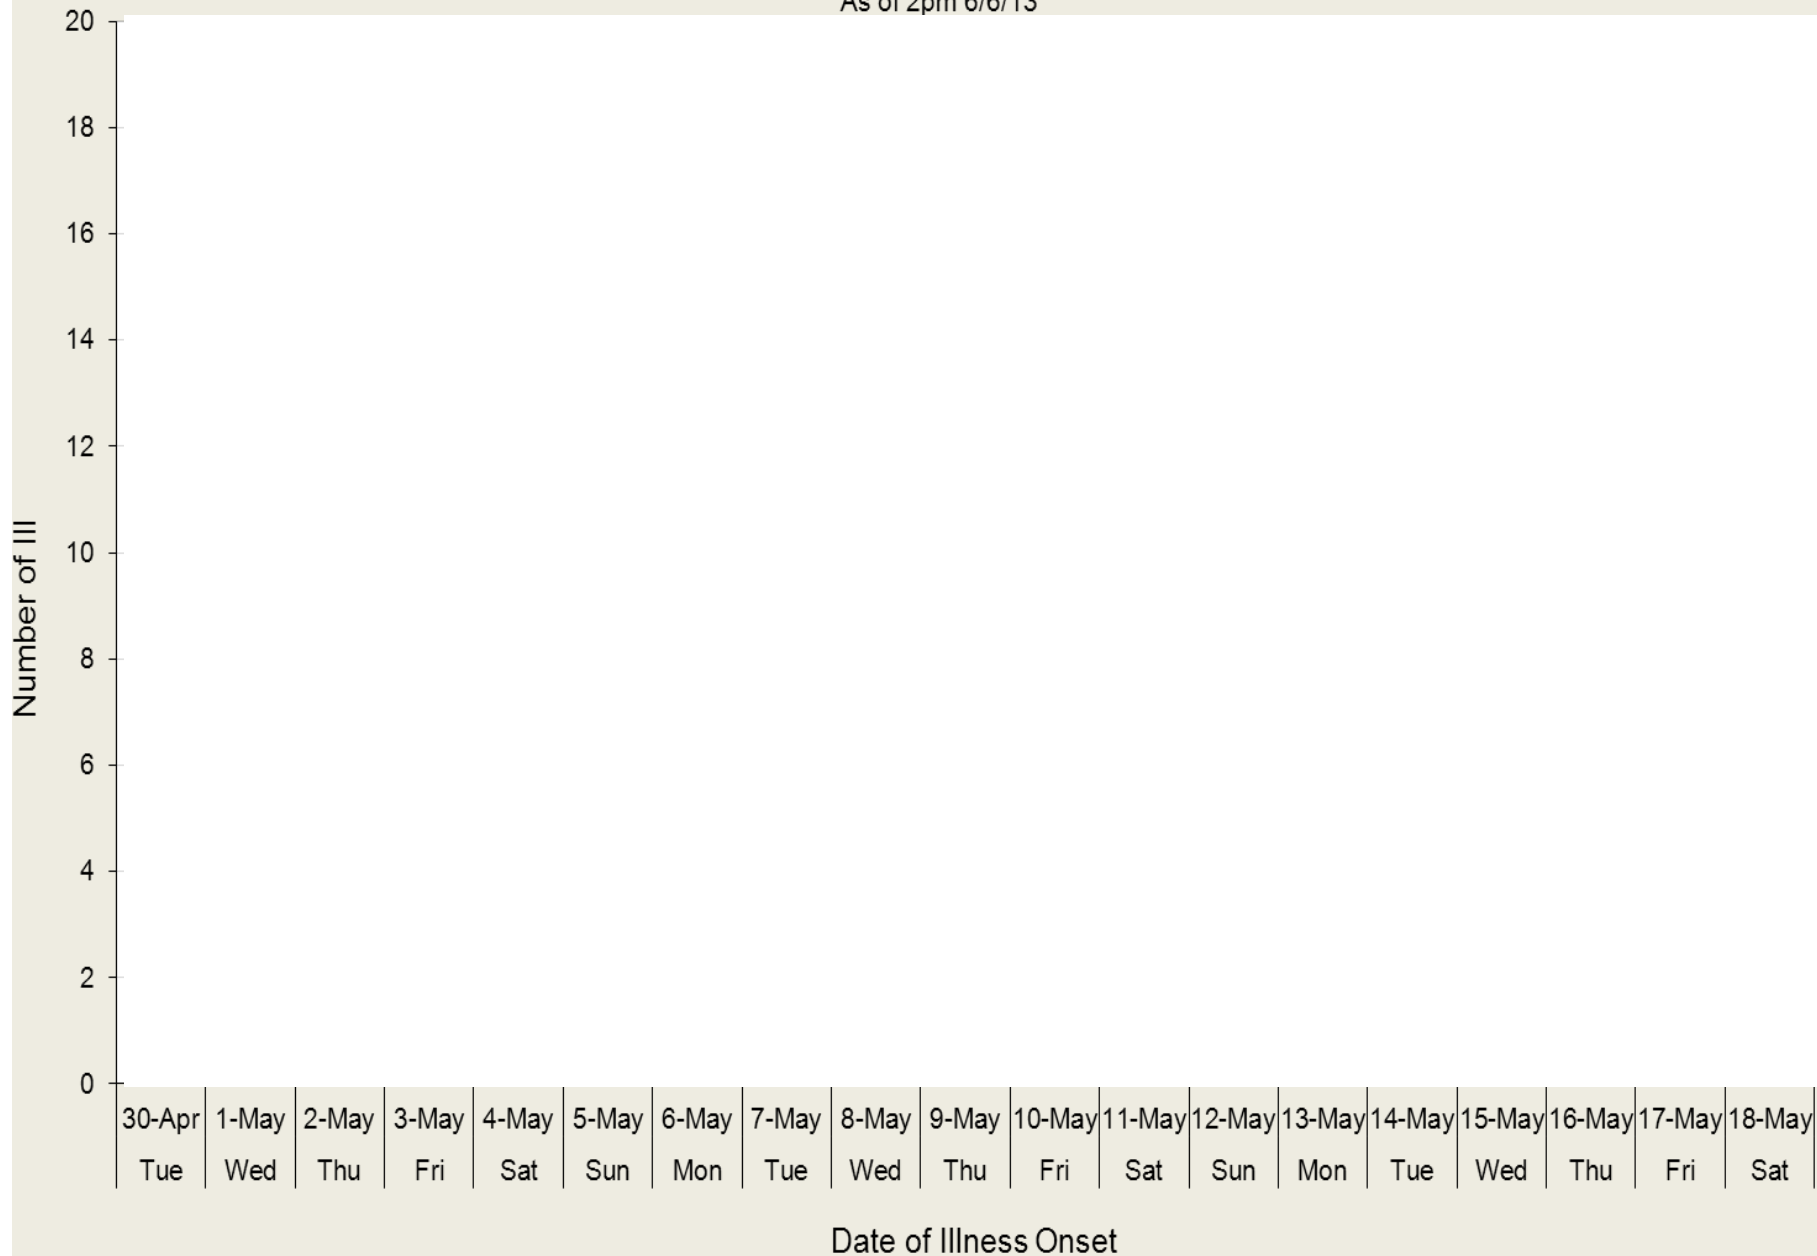 As of 2pm 6/6/13
20
18
16
14
12
10
8
6
4
2
0
Number of Ill
30-Apr 1-May 2-May 3-May 4-May 5-May 6-May 7-May 8-May 9-May 10-May 11-May 12-May 13-May 14-May 15-May 16-May 17-May 18-May
Tue Wed Thu Fri Sat Sun Mon Tue Wed Thu Fri Sat Sun Mon Tue Wed Thu Fri Sat
Date of Illness Onset